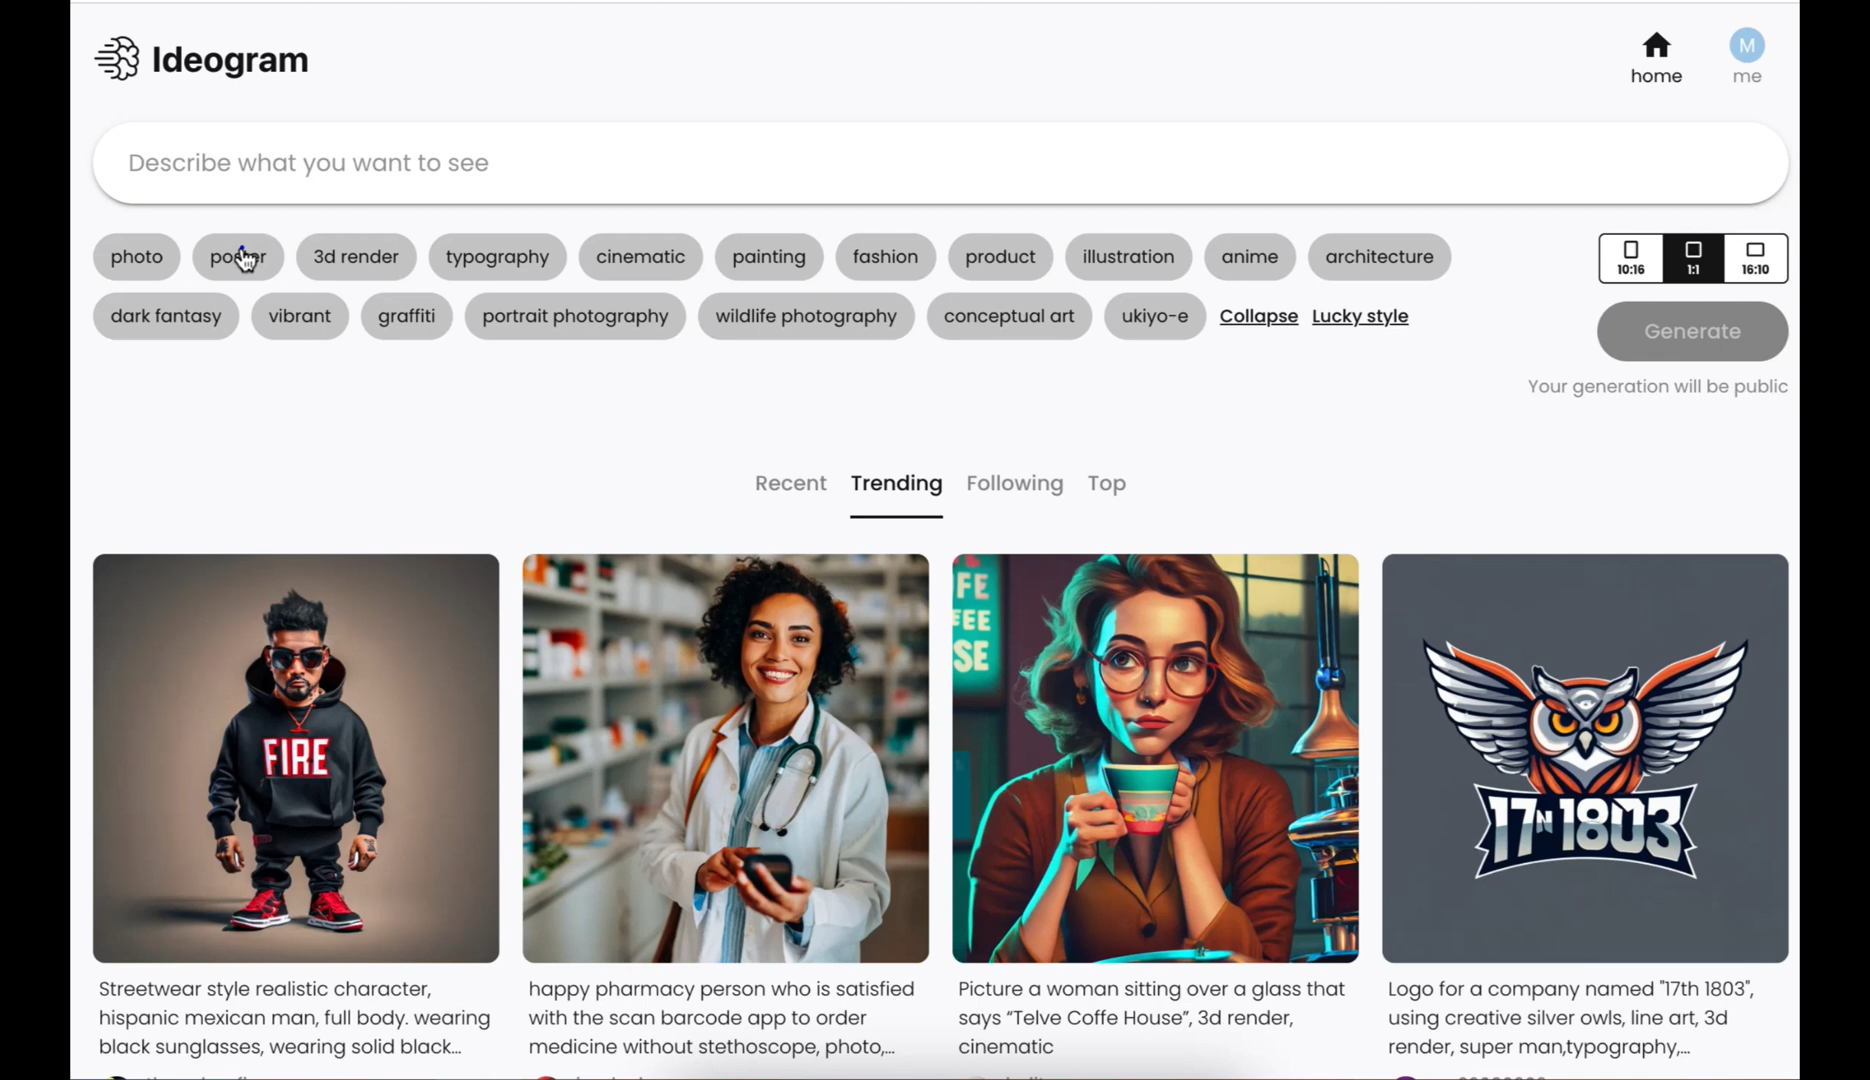 Ideogram
home
M
me
Describe what you want to see
photo poster 3d render typography cinematic painting fashion product illustration anime architecture
10:16 1:1 16:10
dark fantasy vibrant graffiti portrait photography wildlife photography conceptual art ukiyo-e Collapse Lucky style
Generate
Your generation will be public
Recent Trending Following Top
FIRE
FE
FEE
SE
17N 1803
Streetwear style realistic character,
hispanic mexican man, full body. wearing
black sunglasses, wearing solid black...
happy pharmacy person who is satisfied
with the scan barcode app to order
medicine without stethoscope, photo,...
Picture a woman sitting over a glass that
says “Telve Coffe House”, 3d render,
cinematic
Logo for a company named "17th 1803",
using creative silver owls, line art, 3d
render, super man,typography,...